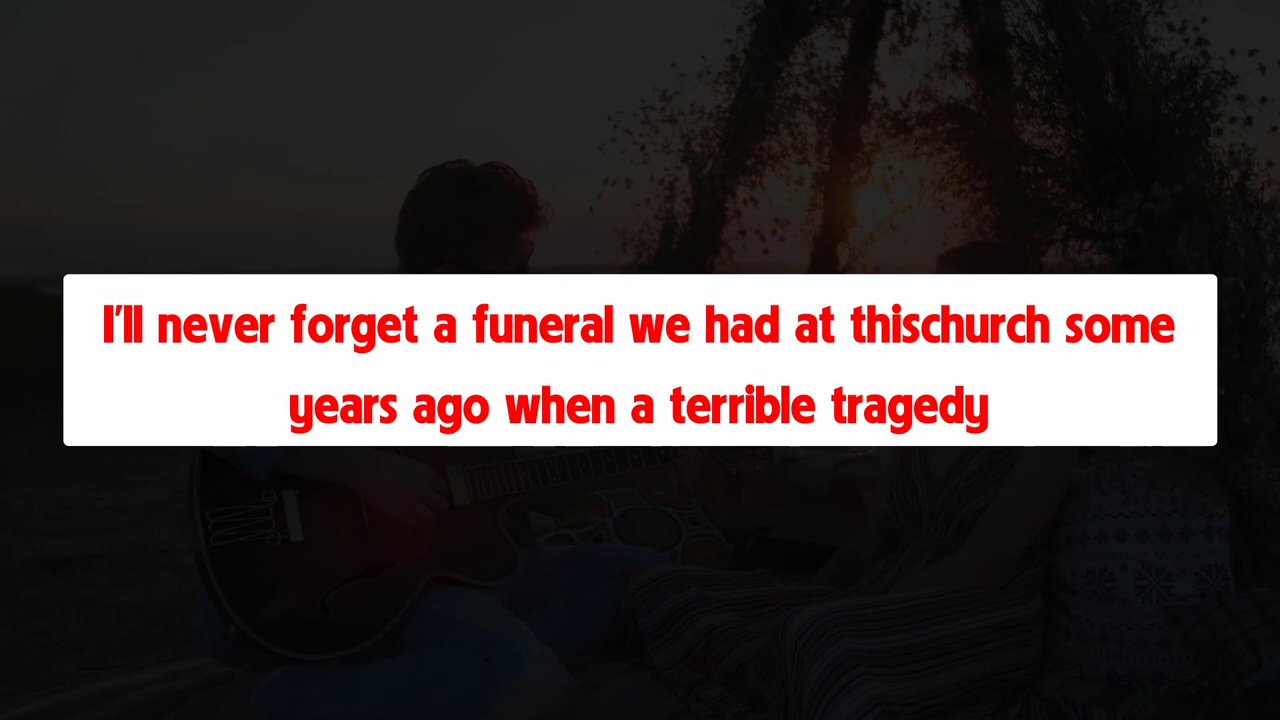 I'll never forget a funeral we had at thischurch some
years ago when a terrible tragedy